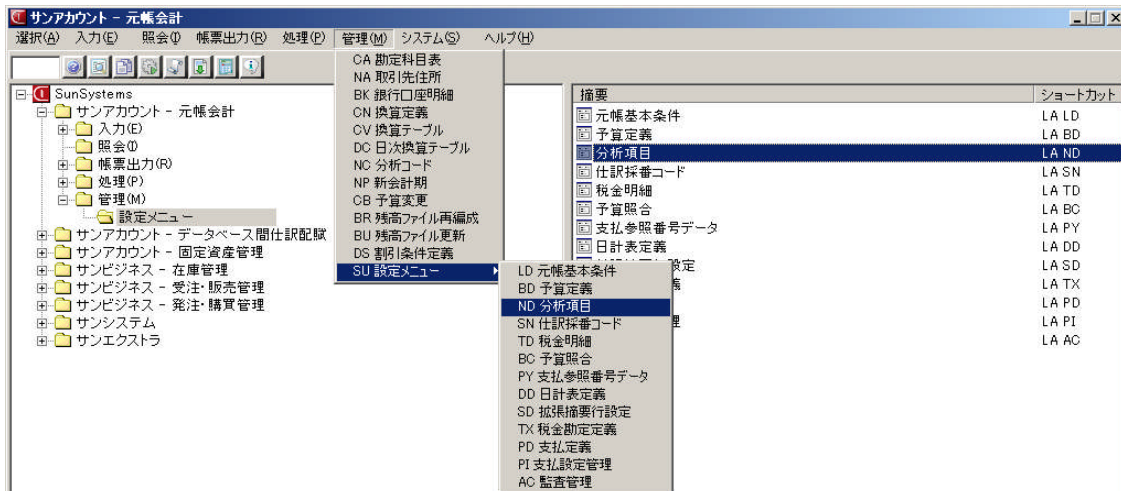 サンアカウント - 元帳会計
選択(A) 入力(E) 照会(I) 帳票出力(R) 処理(P) 管理(M) システム(S) ヘルプ(H)
SunSystems
サンアカウント - 元帳会計
入力(E)
照会(I)
帳票出力(R)
処理(P)
管理(M)
設定メニュー
サンアカウント - データベース間仕訳配賦
サンアカウント - 固定資産管理
サンビジネス - 在庫管理
サンビジネス - 受注・販売管理
サンビジネス - 発注・購買管理
サンシステム
サンエクストラ
CA 勘定科目表
NA 取引先住所
BK 銀行口座明細
CN 換算定義
CV 換算テーブル
DC 日次換算テーブル
NC 分析コード
NP 新会計期
CB 予算変更
BR 残高ファイル再編成
BU 残高ファイル更新
DS 割引条件定義
SU 設定メニュー
LD 元帳基本条件
BD 予算定義
ND 分析項目
SN 仕訳採番コード
TD 税金明細
BC 予算照合
PY 支払参照番号データ
DD 日計表定義
SD 拡張摘要行設定
TX 税金勘定定義
PD 支払定義
PI 支払設定管理
AC 監査管理
摘要 ショートカット
元帳基本条件 LA LD
予算定義 LA BD
分析項目 LA ND
仕訳採番コード LA SN
税金明細 LA TD
予算照合 LA BC
支払参照番号データ LA PY
日計表定義 LA DD
設定 LA SD
義 LA TX
LA PD
理 LA PI
LA AC